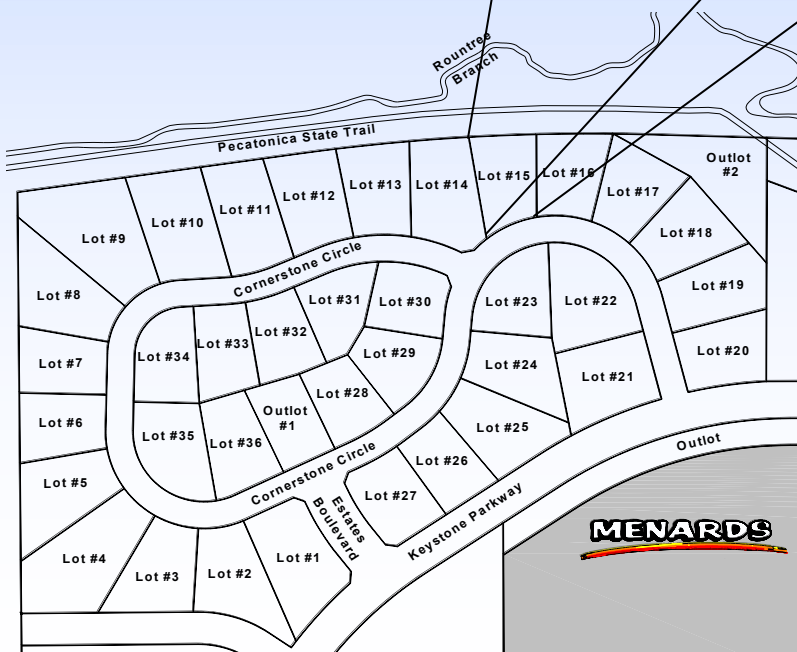 Rountree
Branch
Pecatonica State Trail
Outlot
#2
Lot #15
Lot #16
Lot #14
Lot #13
Lot #12
Lot #11
Lot #10
Lot #9
Lot #17
Lot #18
Lot #19
Lot #20
Cornerstone Circle
Lot #8
Lot #7
Lot #6
Lot #5
Lot #4
Lot #3
Lot #2
Lot #1
Lot #31
Lot #30
Lot #32
Lot #33
Lot #34
Lot #29
Lot #28
Outlot
#1
Lot #35
Lot #36
Lot #23
Lot #22
Lot #24
Lot #21
Lot #25
Lot #26
Lot #27
Cornerstone Circle
Estates
Boulevard
Keystone Parkway
Outlot
MENARDS